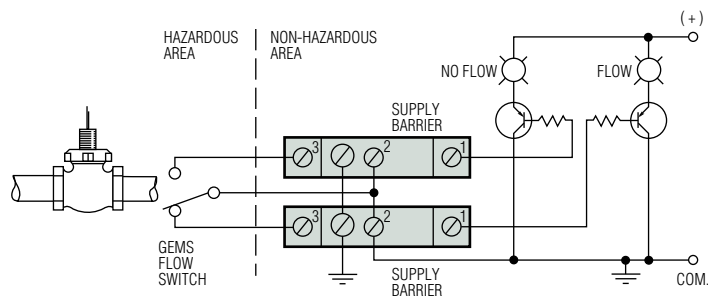 (+)
HAZARDOUS
AREA
NON-HAZARDOUS
AREA
NO FLOW
FLOW
SUPPLY
BARRIER
3
2
1
3
2
1
GEMS
FLOW
SWITCH
SUPPLY
BARRIER
COM.